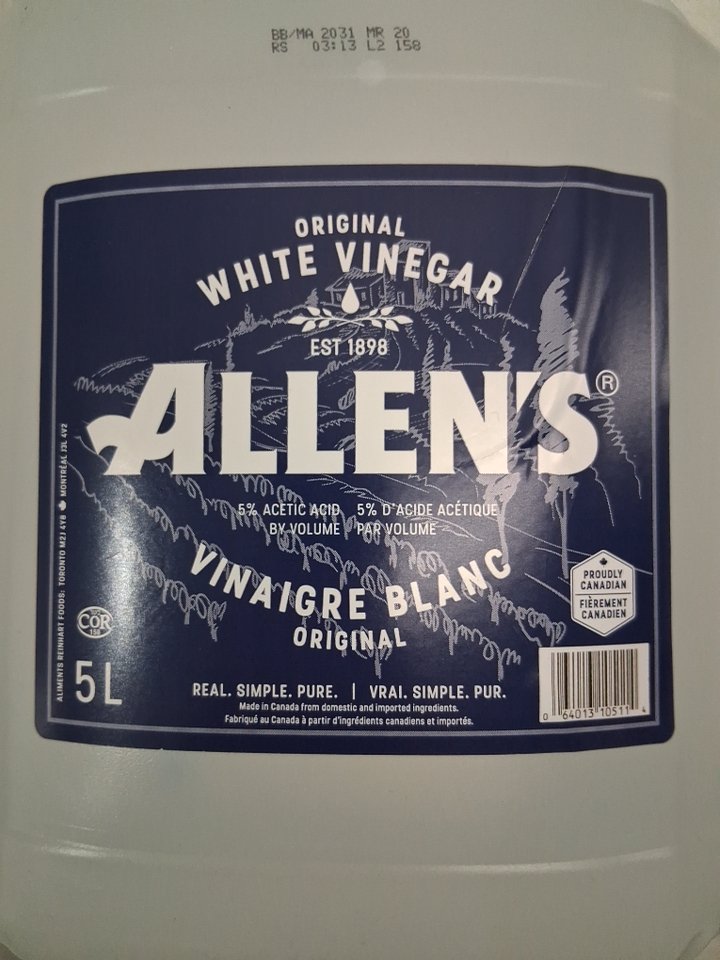 BB/MA 2031 MR 20
RS 03:13 L2 158
ORIGINAL
WHITE VINEGAR
EST 1898
ALLEN'S®
5% ACETIC ACID
BY VOLUME
5% D'ACIDE ACÉTIQUE
PAR VOLUME
VINAIGRE BLANC
ORIGINAL
PROUDLY
CANADIAN
FIÈREMENT
CANADIEN
ALIMENTS REINHART FOODS: TORONTO M2J 4V8 MONTRÉAL J3L 4V2
COR
158
5 L
REAL. SIMPLE. PURE. | VRAI. SIMPLE. PUR.
Made in Canada from domestic and imported ingredients.
Fabriqué au Canada à partir d'ingrédients canadiens et importés.
0 64013 10511 4